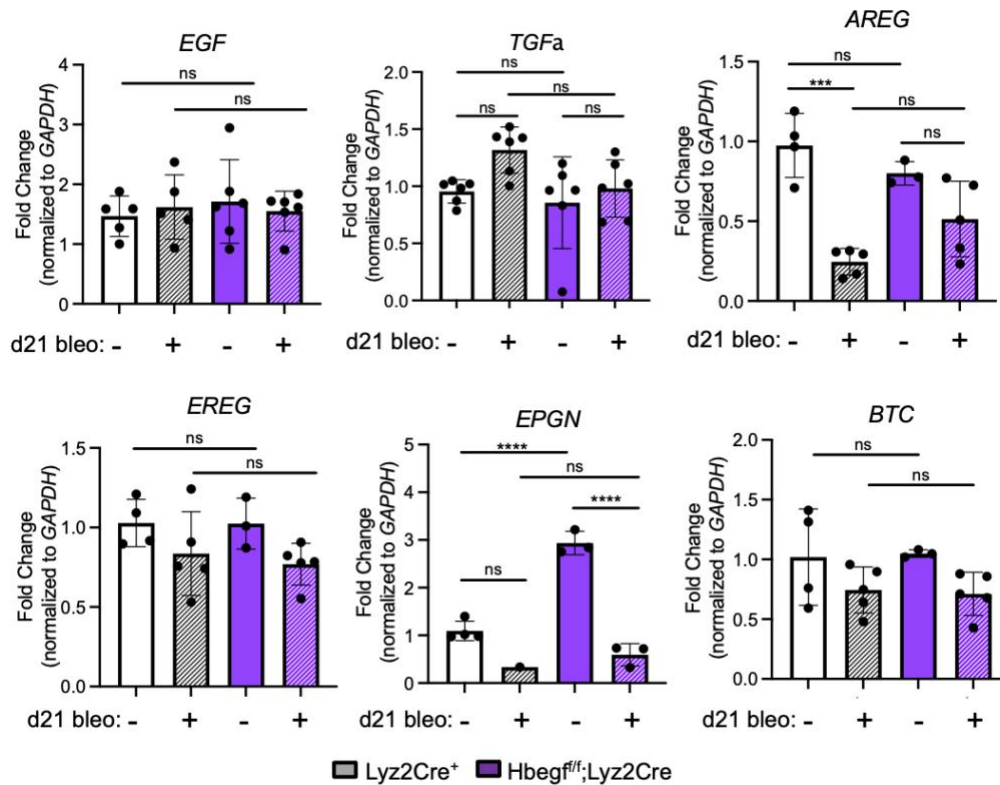 EGF
Fold Change
(normalized to GAPDH)
4
3
2
1
0
ns
ns
d21 bleo: - + - +
TGFa
Fold Change
(normalized to GAPDH)
2.0
1.5
1.0
0.5
0.0
ns
ns
ns ns
- + - +
AREG
Fold Change
(normalized to GAPDH)
1.5
1.0
0.5
0.0
ns
***
ns
ns
d21 bleo: - + - +
EREG
Fold Change
(normalized to GAPDH)
1.5
1.0
0.5
0.0
ns
ns
d21 bleo: - + - +
EPGN
Fold Change
(normalized to GAPDH)
5
4
3
2
1
0
****
ns
****
ns
d21 bleo: - + - +
BTC
Fold Change
(normalized to GAPDH)
2.0
1.5
1.0
0.5
0.0
ns
ns
d21 bleo: - + - +
Lyz2Cre⁺ Hbegf^f/f;Lyz2Cre